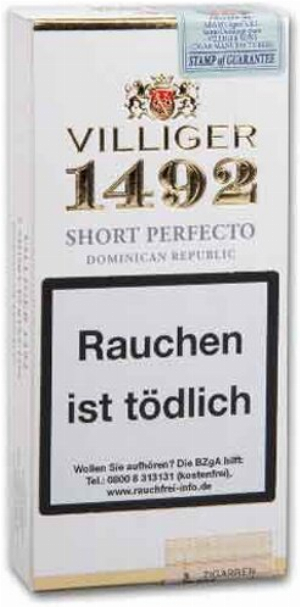 STAMP of GUARANTEE
VILLIGER
1492
SHORT PERFECTO
DOMINICAN REPUBLIC
Rauchen
ist tödlich
Wollen Sie aufhören? Die BZgA hilft:
Tel.: 0800 8 313131 (kostenfrei),
www.rauchfrei-info.de
ZIGARREN